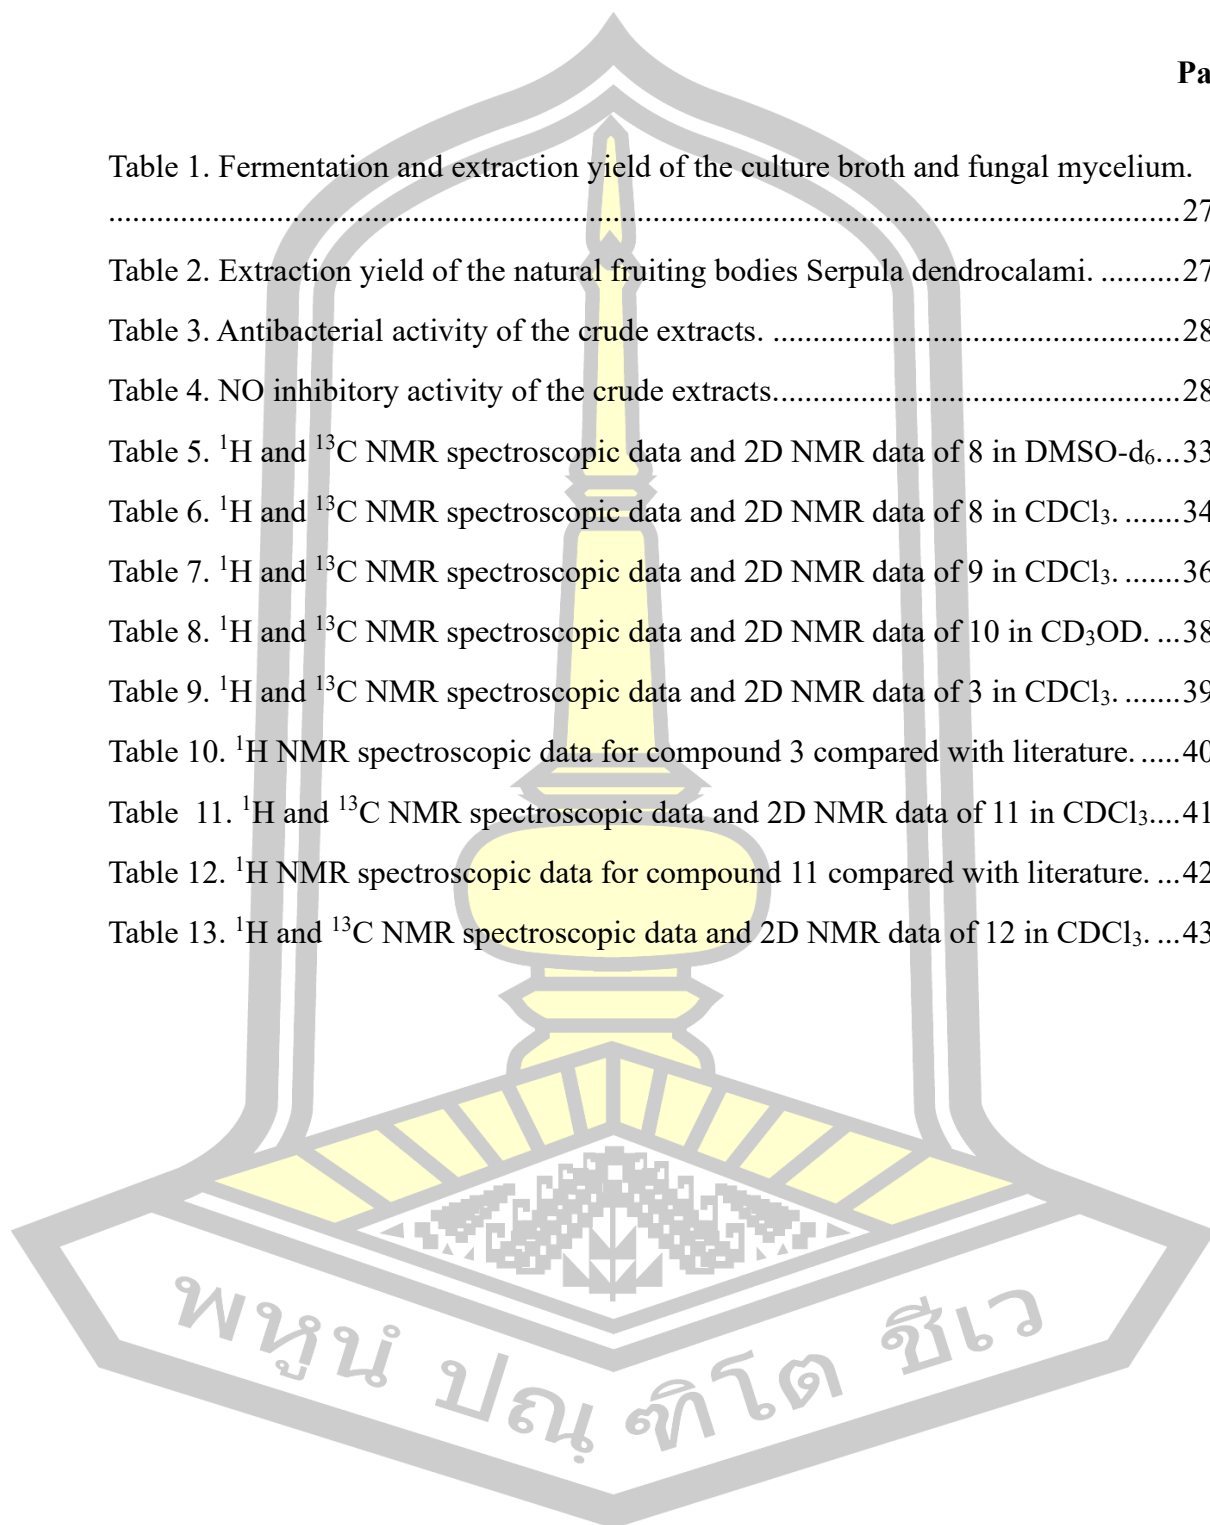 Pa
Table 1. Fermentation and extraction yield of the culture broth and fungal mycelium.
........................................................................................................................................27
Table 2. Extraction yield of the natural fruiting bodies Serpula dendrocalami. ..........27
Table 3. Antibacterial activity of the crude extracts. ....................................................28
Table 4. NO inhibitory activity of the crude extracts...................................................28
Table 5. ¹H and ¹³C NMR spectroscopic data and 2D NMR data of 8 in DMSO-d₆...33
Table 6. ¹H and ¹³C NMR spectroscopic data and 2D NMR data of 8 in CDCl₃. .......34
Table 7. ¹H and ¹³C NMR spectroscopic data and 2D NMR data of 9 in CDCl₃. .......36
Table 8. ¹H and ¹³C NMR spectroscopic data and 2D NMR data of 10 in CD₃OD. ...38
Table 9. ¹H and ¹³C NMR spectroscopic data and 2D NMR data of 3 in CDCl₃. .......39
Table 10. ¹H NMR spectroscopic data for compound 3 compared with literature. .....40
Table  11. ¹H and ¹³C NMR spectroscopic data and 2D NMR data of 11 in CDCl₃....41
Table 12. ¹H NMR spectroscopic data for compound 11 compared with literature. ...42
Table 13. ¹H and ¹³C NMR spectroscopic data and 2D NMR data of 12 in CDCl₃. ...43
พหูนํ ปณฺฑิโต ชีเว